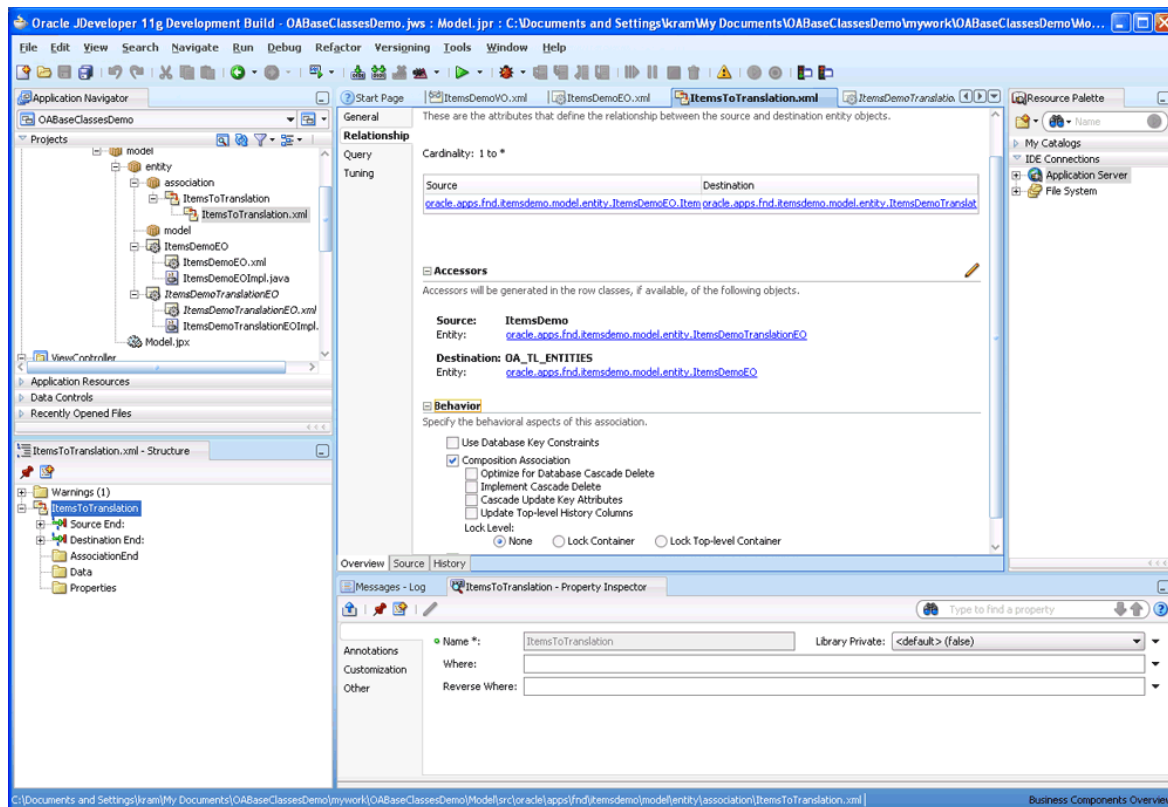 Oracle JDeveloper 11g Development Build - OABaseClassesDemo.jws : Model.jpr : C:\Documents and Settings\kram\My Documents\OABaseClassesDemo\mywork\OABaseClassesDemo\Mo...
File Edit View Search Navigate Run Debug Refactor Versioning Tools Window Help
Application Navigator
OABaseClassesDemo
Projects
model
entity
association
ItemsToTranslation
ItemsToTranslation.xml
model
ItemsDemoEO
ItemsDemoEO.xml
ItemsDemoEOImpl.java
ItemsDemoTranslationEO
ItemsDemoTranslationEO.xml
ItemsDemoTranslationEOImpl.
Model.jpx
ViewController
Application Resources
Data Controls
Recently Opened Files
ItemsToTranslation.xml - Structure
Warnings (1)
ItemsToTranslation
Source End:
Destination End:
AssociationEnd
Data
Properties
Start Page ItemsDemoVO.xml ItemsDemoEO.xml ItemsToTranslation.xml ItemsDemoTranslatio
General
Relationship
Query
Tuning
These are the attributes that define the relationship between the source and destination entity objects.
Cardinality: 1 to *
Source Destination
oracle.apps.fnd.itemsdemo.model.entity.ItemsDemoEO.Item oracle.apps.fnd.itemsdemo.model.entity.ItemsDemoTranslat
Accessors
Accessors will be generated in the row classes, if available, of the following objects.
Source: ItemsDemo
Entity: oracle.apps.fnd.itemsdemo.model.entity.ItemsDemoTranslationEO
Destination: OA_TL_ENTITIES
Entity: oracle.apps.fnd.itemsdemo.model.entity.ItemsDemoEO
Behavior
Specify the behavioral aspects of this association.
Use Database Key Constraints
Composition Association
Optimize for Database Cascade Delete
Implement Cascade Delete
Cascade Update Key Attributes
Update Top-level History Columns
Lock Level:
None Lock Container Lock Top-level Container
Overview Source History
Resource Palette
Name
My Catalogs
IDE Connections
Application Server
File System
Messages - Log ItemsToTranslation - Property Inspector
Type to find a property
Annotations
Customization
Other
Name *: ItemsToTranslation Library Private: <default> (false)
Where:
Reverse Where:
C:\Documents and Settings\kram\My Documents\OABaseClassesDemo\mywork\OABaseClassesDemo\Model\src\oracle\apps\fnd\itemsdemo\model\entity\association\ItemsToTranslation.xml Business Components Overview